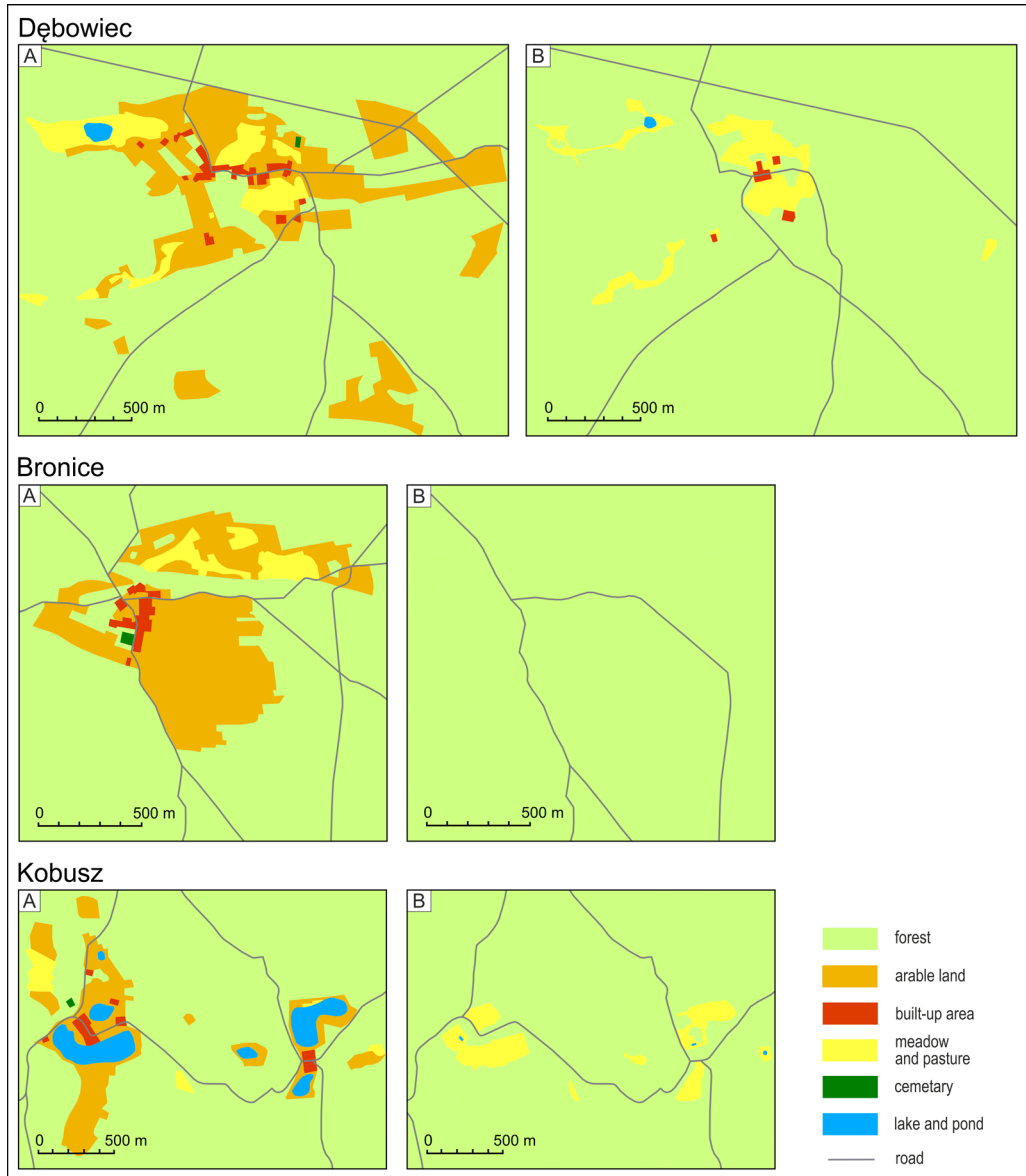 Dębowiec
A
B
0 500 m
0 500 m
Bronice
A
B
0 500 m
0 500 m
Kobusz
A
B
0 500 m
0 500 m
forest
arable land
built-up area
meadow
and pasture
cemetary
lake and pond
road